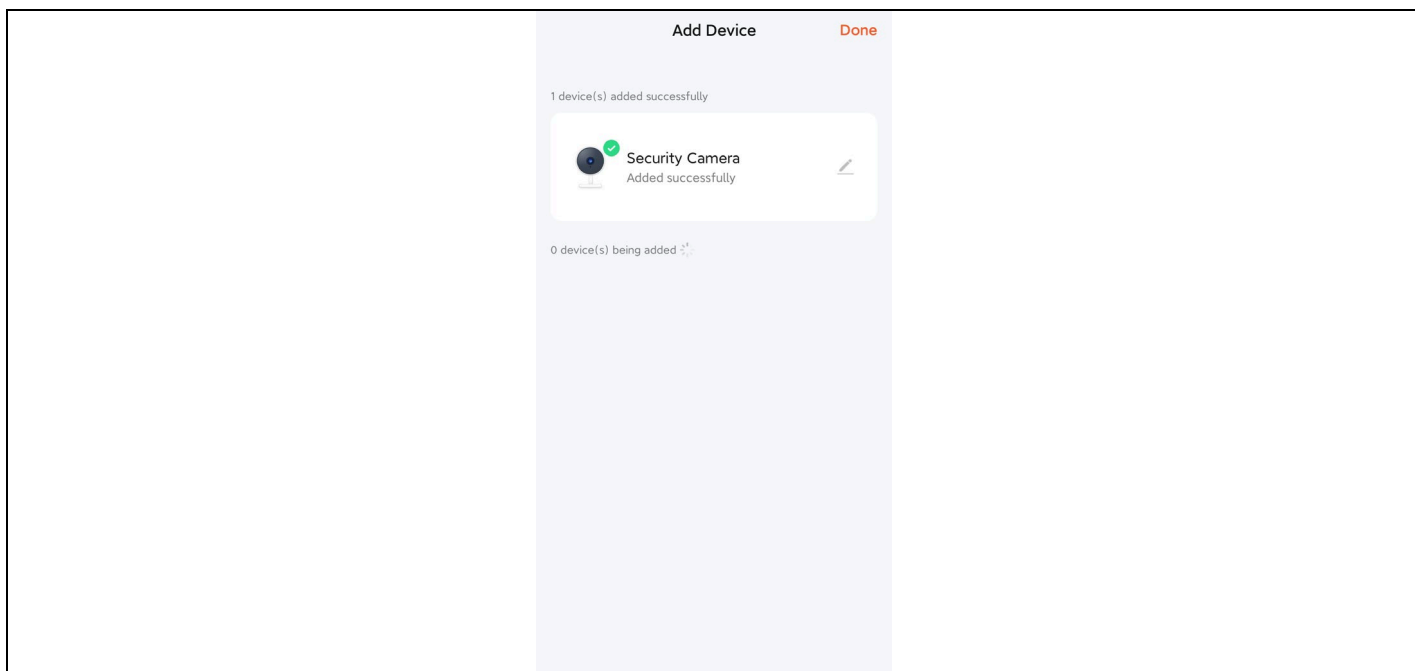 Add Device
Done
1 device(s) added successfully
Security Camera
Added successfully
0 device(s) being added